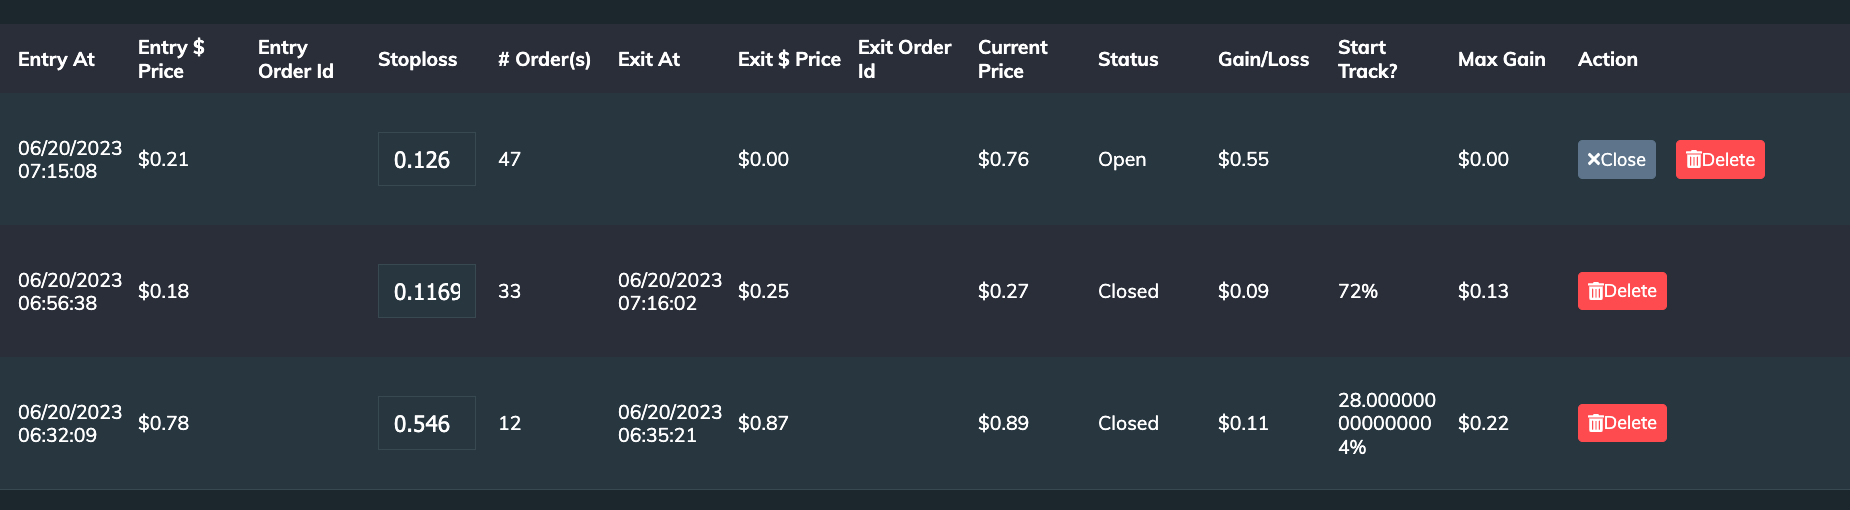 Entry At Entry $ Price Entry Order Id Stoploss # Order(s) Exit At Exit $ Price Exit Order Id Current Price Status Gain/Loss Start Track? Max Gain Action
06/20/2023 07:15:08 $0.21 0.126 47 $0.00 $0.76 Open $0.55 $0.00 Close Delete
06/20/2023 06:56:38 $0.18 0.1169 33 06/20/2023 07:16:02 $0.25 $0.27 Closed $0.09 72% $0.13 Delete
06/20/2023 06:32:09 $0.78 0.546 12 06/20/2023 06:35:21 $0.87 $0.89 Closed $0.11 28.000000000000004% $0.22 Delete